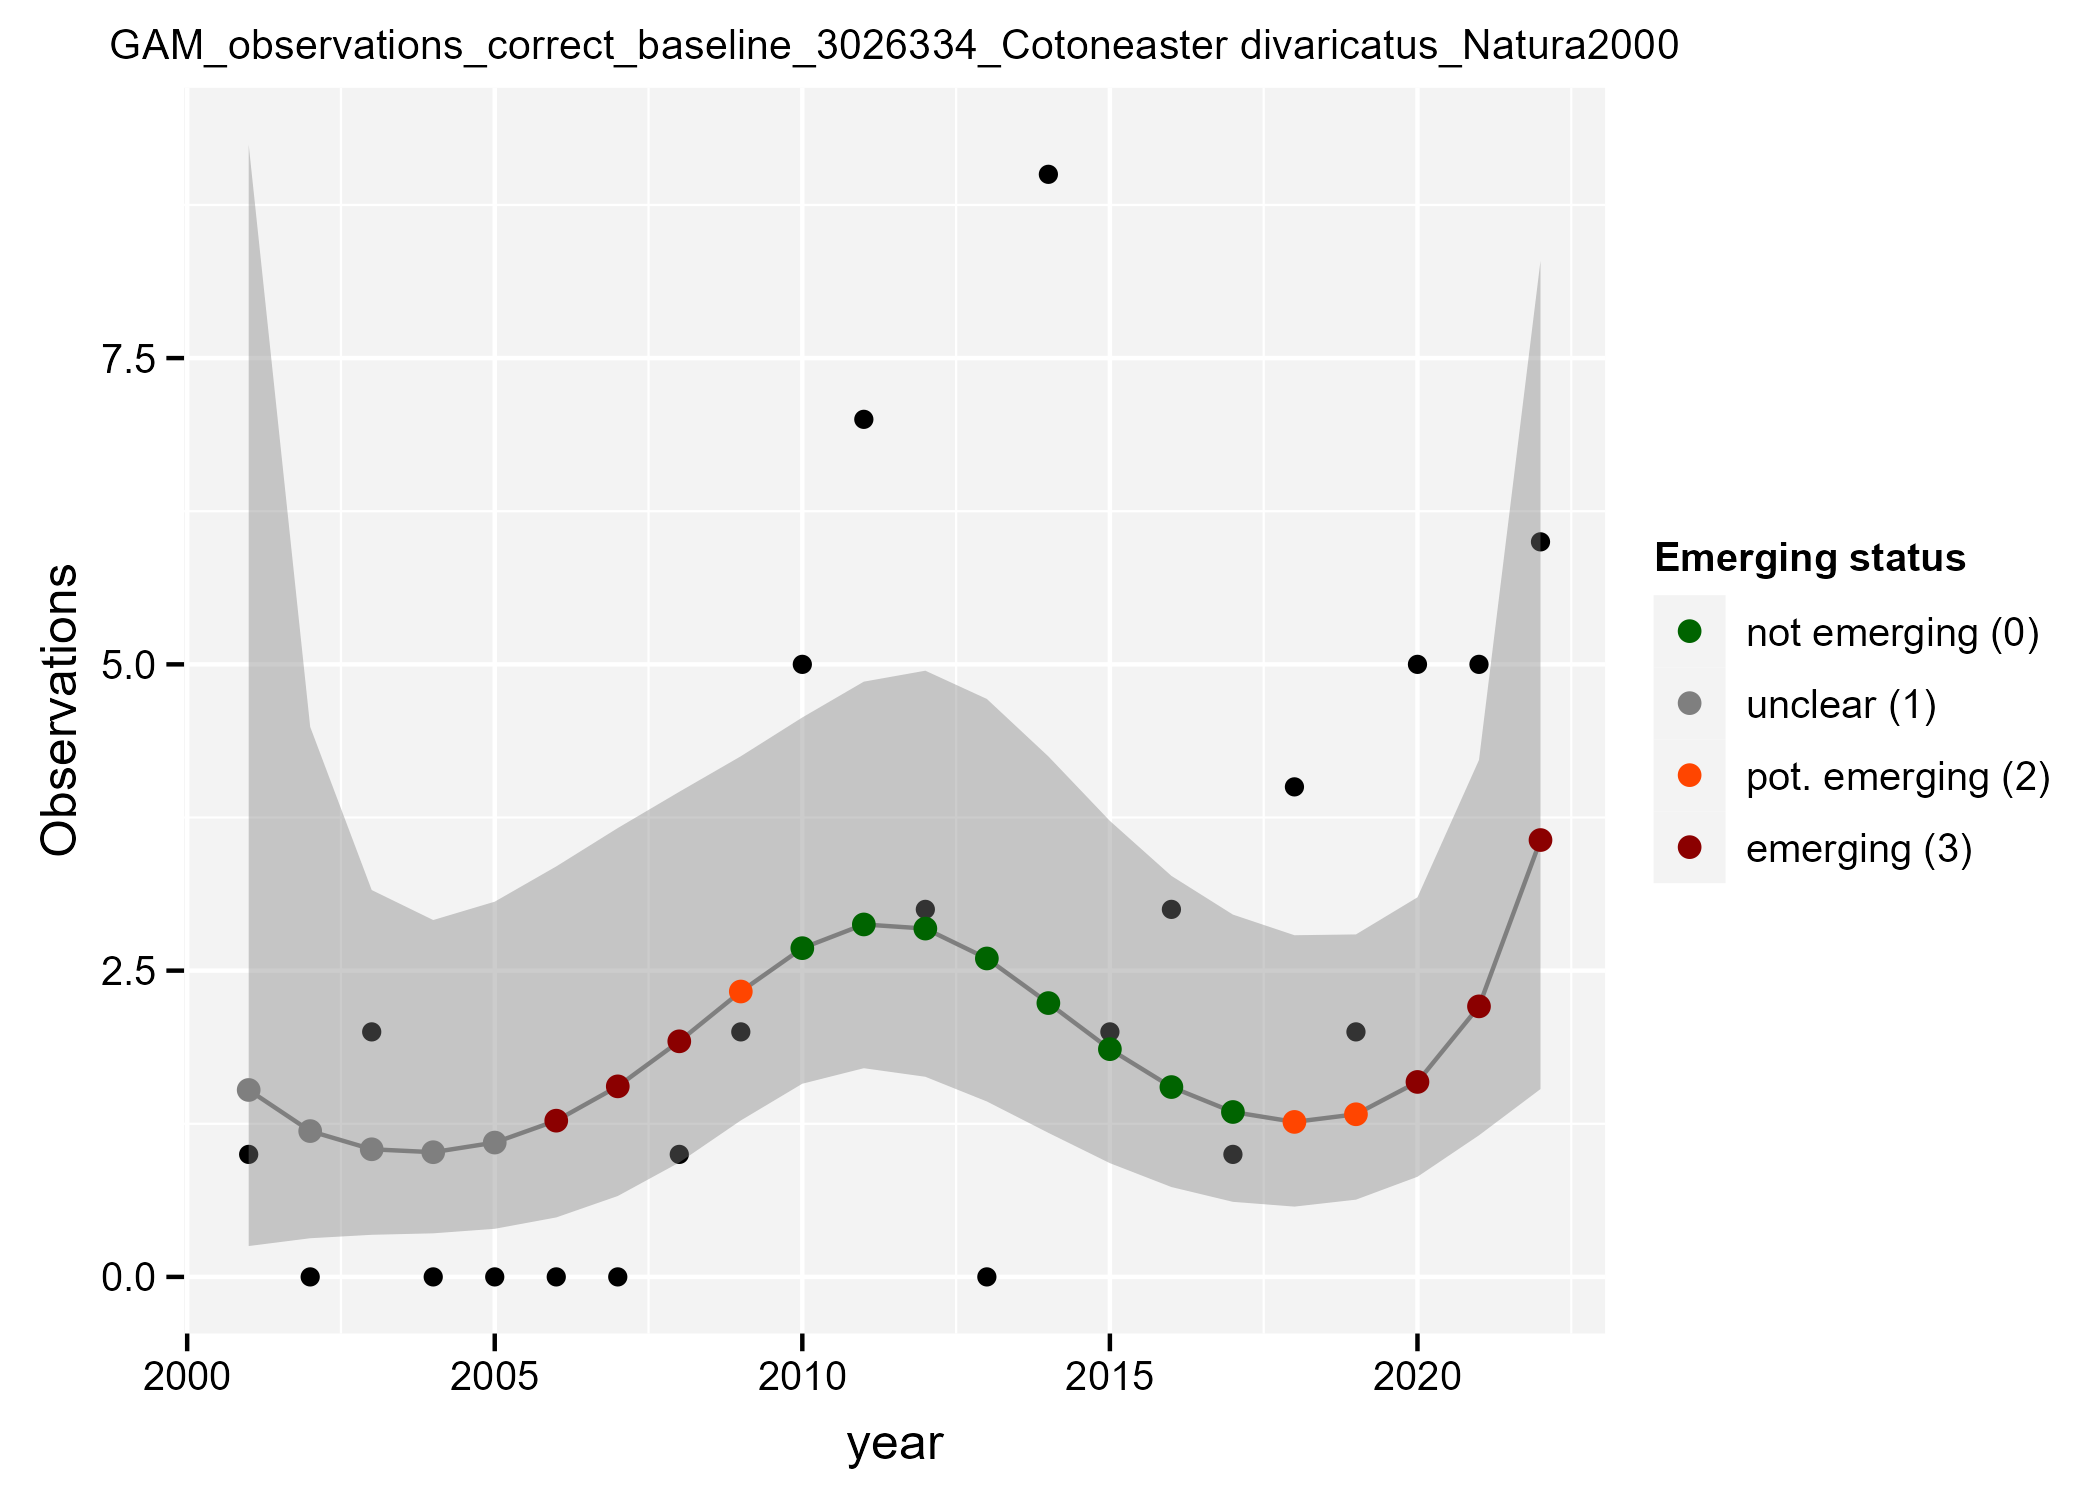 GAM_observations_correct_baseline_3026334_Cotoneaster divaricatus_Natura2000
Observations
7.5
5.0
2.5
0.0
2000
2005
2010
2015
2020
year
Emerging status
not emerging (0)
unclear (1)
pot. emerging (2)
emerging (3)